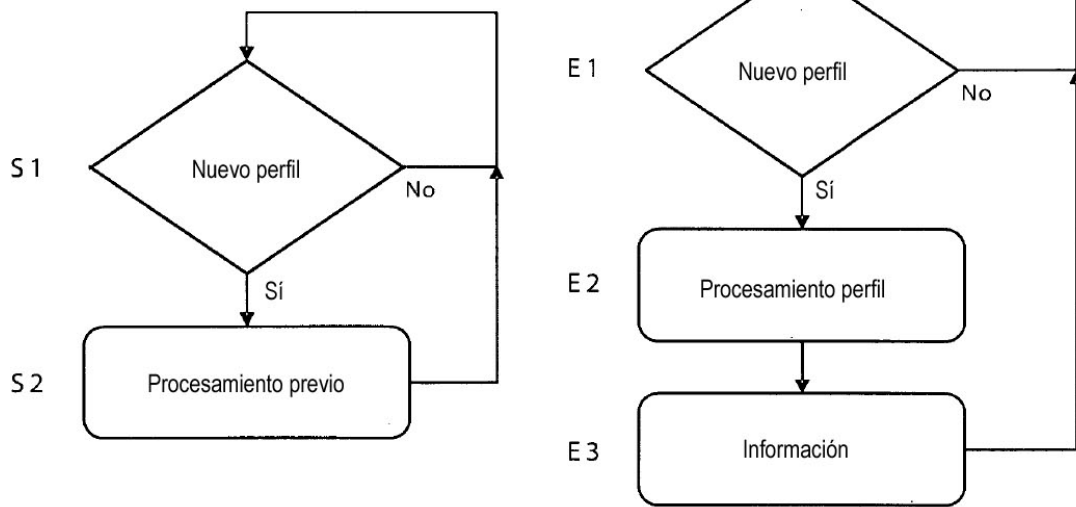 S 1
Nuevo perfil
No
Sí
S 2
Procesamiento previo
E 1
Nuevo perfil
No
Sí
E 2
Procesamiento perfil
E 3
Información